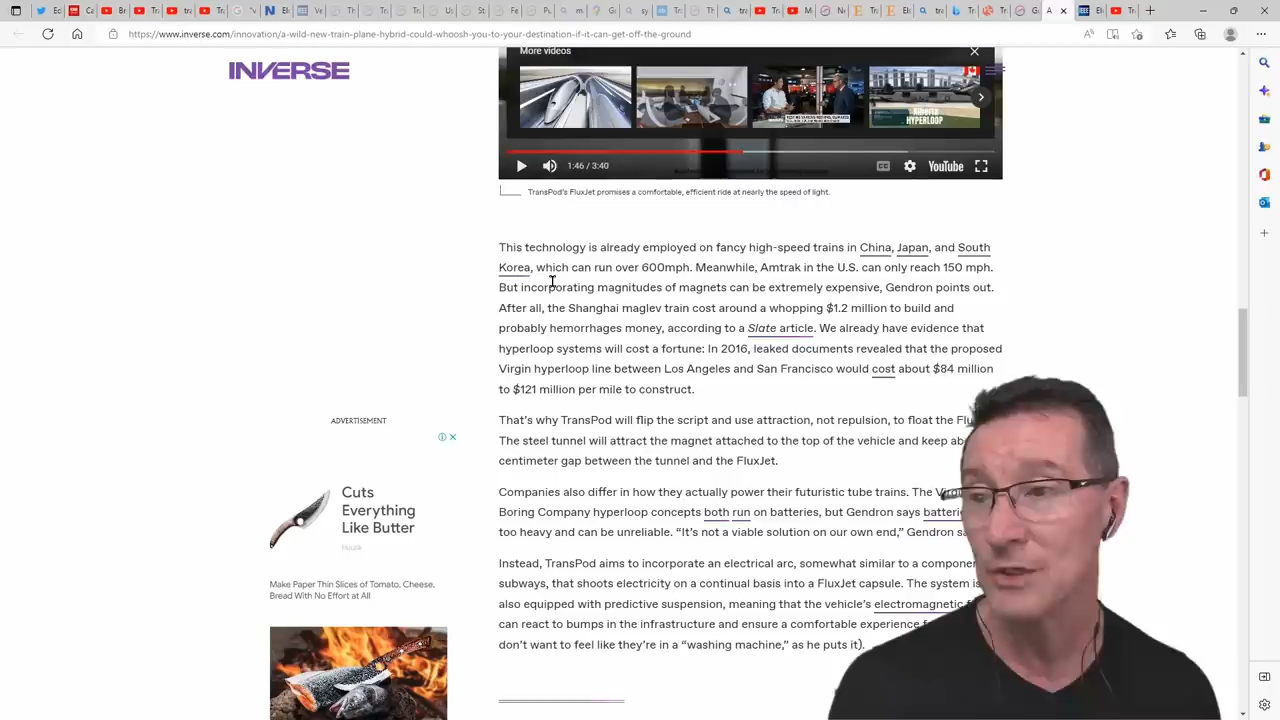 https://www.inverse.com/innovation/a-wild-new-train-plane-hybrid-could-whoosh-you-to-your-destination-if-it-can-get-off-the-ground
INVERSE
More videos
HYPERLOOP
1:46 / 3:40
CC
YouTube
TransPod's FluxJet promises a comfortable, efficient ride at nearly the speed of light.
This technology is already employed on fancy high-speed trains in China, Japan, and South
Korea, which can run over 600mph. Meanwhile, Amtrak in the U.S. can only reach 150 mph.
But incorporating magnitudes of magnets can be extremely expensive, Gendron points out.
After all, the Shanghai maglev train cost around a whopping $1.2 million to build and
probably hemorrhages money, according to a Slate article. We already have evidence that
hyperloop systems will cost a fortune: In 2016, leaked documents revealed that the proposed
Virgin hyperloop line between Los Angeles and San Francisco would cost about $84 million
to $121 million per mile to construct.
That's why TransPod will flip the script and use attraction, not repulsion, to float the
The steel tunnel will attract the magnet attached to the top of the vehicle and keep
centimeter gap between the tunnel and the FluxJet.
Companies also differ in how they actually power their futuristic tube trains. The
Boring Company hyperloop concepts both run on batteries, but Gendron says
too heavy and can be unreliable. “It's not a viable solution on our own end,” Gendron
Instead, TransPod aims to incorporate an electrical arc, somewhat similar to a
subways, that shoots electricity on a continual basis into a FluxJet capsule. The system is
also equipped with predictive suspension, meaning that the vehicle's electromagnetic
can react to bumps in the infrastructure and ensure a comfortable experience
don't want to feel like they're in a “washing machine,” as he puts it).
ADVERTISEMENT
Cuts
Everything
Like Butter
Make Paper Thin Slices of Tomato, Cheese,
Bread With No Effort at All